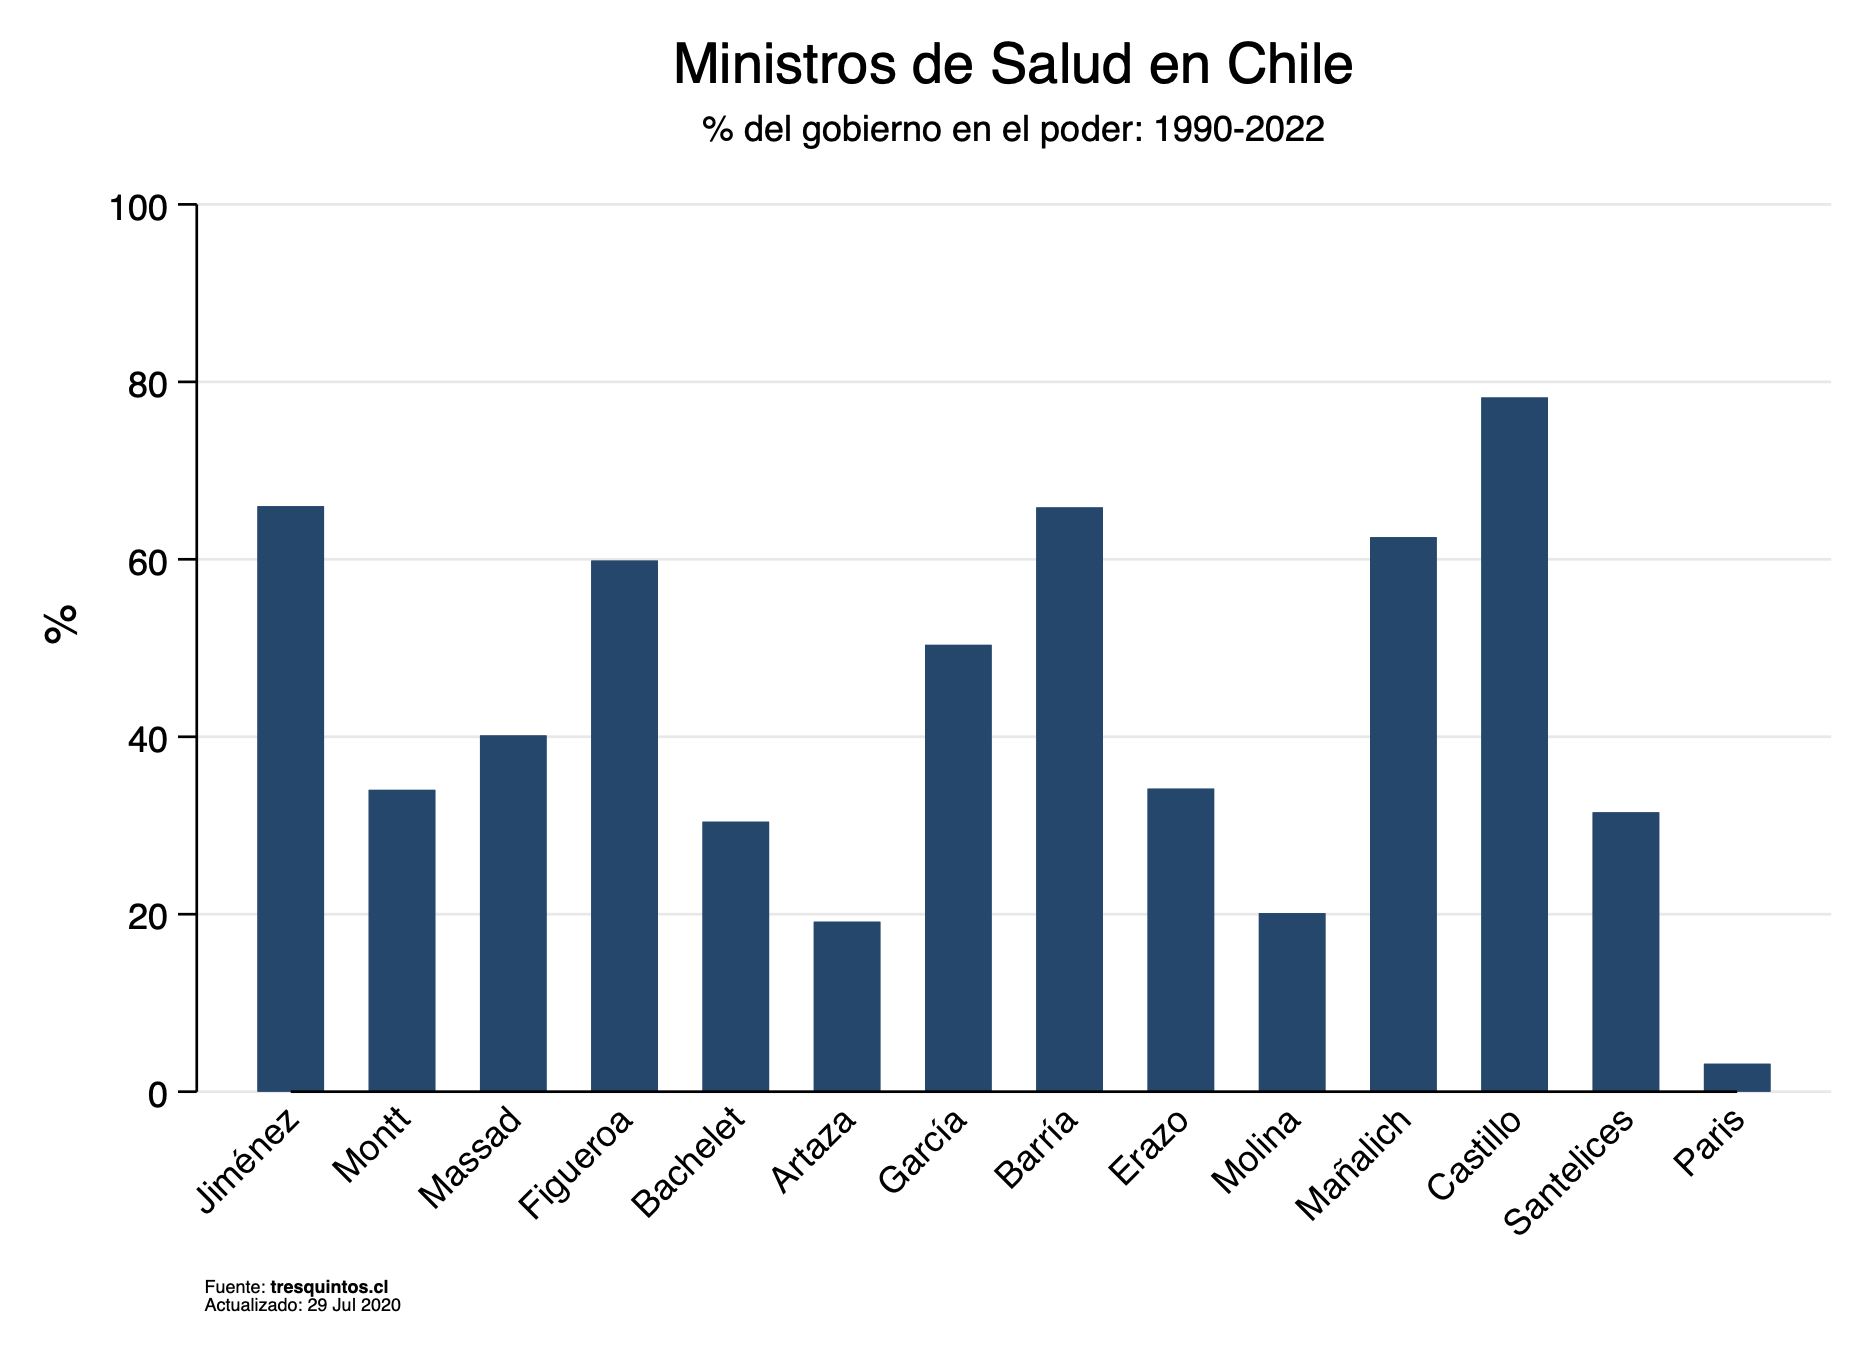 Ministros de Salud en Chile
% del gobierno en el poder: 1990-2022
100
80
60
40
20
0
%
Jiménez
Montt
Massad
Figueroa
Bachelet
Artaza
García
Barría
Erazo
Molina
Mañalich
Castillo
Santelices
Paris
Fuente: tresquintos.cl
Actualizado: 29 Jul 2020